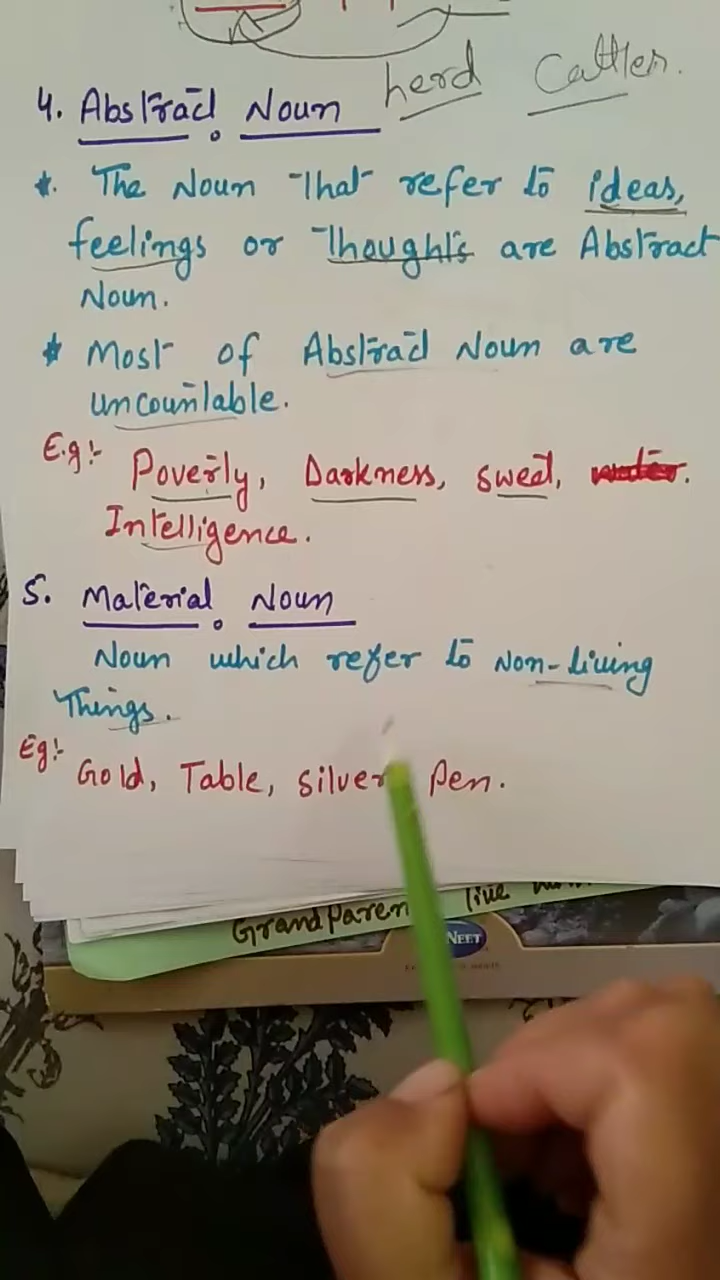 herd Cattles.
4. Abstract Noun
*. The Noun That refer to ideas,
feelings or Thoughts are Abstract
Noun.
* Most of Abstract Noun are
uncountable.
E.g:- Poverty, Darkness, sweet,
Intelligence.
5. Material Noun
Noun which refer to Non-living
Things.
Eg:- Gold, Table, Silver Pen.
GrandParen live
NEET